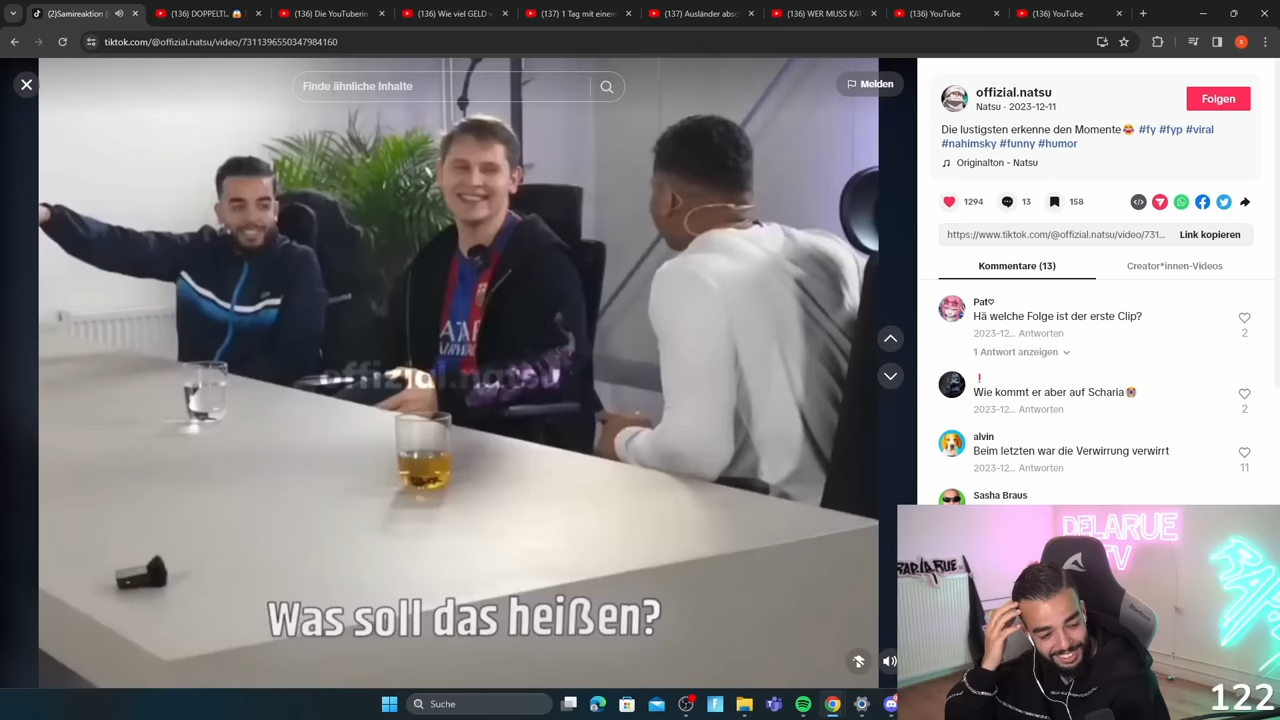 (2)Samireaktion (
(136) DOPPELT!.. 😱
(136) Die YouTuberin
(136) Wie viel GELD v
(137) 1 Tag mit einem
(137) Ausländer abs
(136) WER MUSS KA
(136) YouTube
(136) YouTube
tiktok.com/@offizial.natsu/video/7311396550347984160
Finde ähnliche Inhalte
Melden
offizial.natsu
Natsu · 2023-12-11
Folgen
Die lustigsten erkenne den Momente😂 #fy #fyp #viral
#nahimsky #funny #humor
Originalton - Natsu
1294
13
158
https://www.tiktok.com/@offizial.natsu/video/731...
Link kopieren
Kommentare (13)
Creator*innen-Videos
Pat♡
Hä welche Folge ist der erste Clip?
2023-12... Antworten
2
1 Antwort anzeigen
❗
Wie kommt er aber auf Scharia😭
2023-12... Antworten
2
alvin
Beim letzten war die Verwirrung verwirrt
2023-12... Antworten
11
Sasha Braus
offizial.natsu
Was soll das heißen?
DELARUE
TV
122
Suche